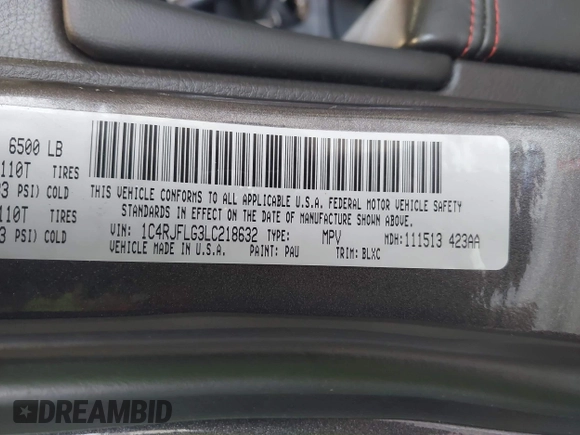 6500 LB
110T TIRES
3 PSI) COLD
110T TIRES
3 PSI) COLD
THIS VEHICLE CONFORMS TO ALL APPLICABLE U.S.A. FEDERAL MOTOR VEHICLE SAFETY
STANDARDS IN EFFECT ON THE DATE OF MANUFACTURE SHOWN ABOVE.
VIN: 1C4RJFLG3LC218632 TYPE: MPV MDH: 111513 423AA
VEHICLE MADE IN U.S.A. PAINT: PAU TRIM: BLXC
DREAMBID